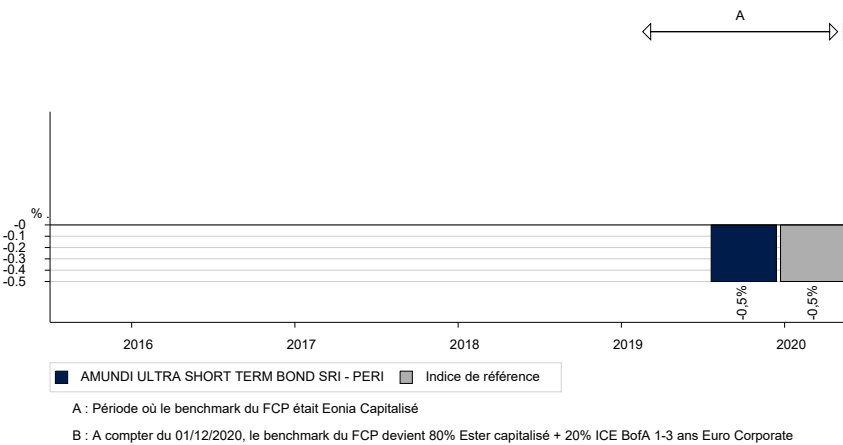 A
% .
-0
-0.1
-0.2
-0.3
-0.4
-0.5
-0,5%
-0,5%
2016 2017 2018 2019 2020
AMUNDI ULTRA SHORT TERM BOND SRI - PERI Indice de référence
A : Période où le benchmark du FCP était Eonia Capitalisé
B : A compter du 01/12/2020, le benchmark du FCP devient 80% Ester capitalisé + 20% ICE BofA 1-3 ans Euro Corporate